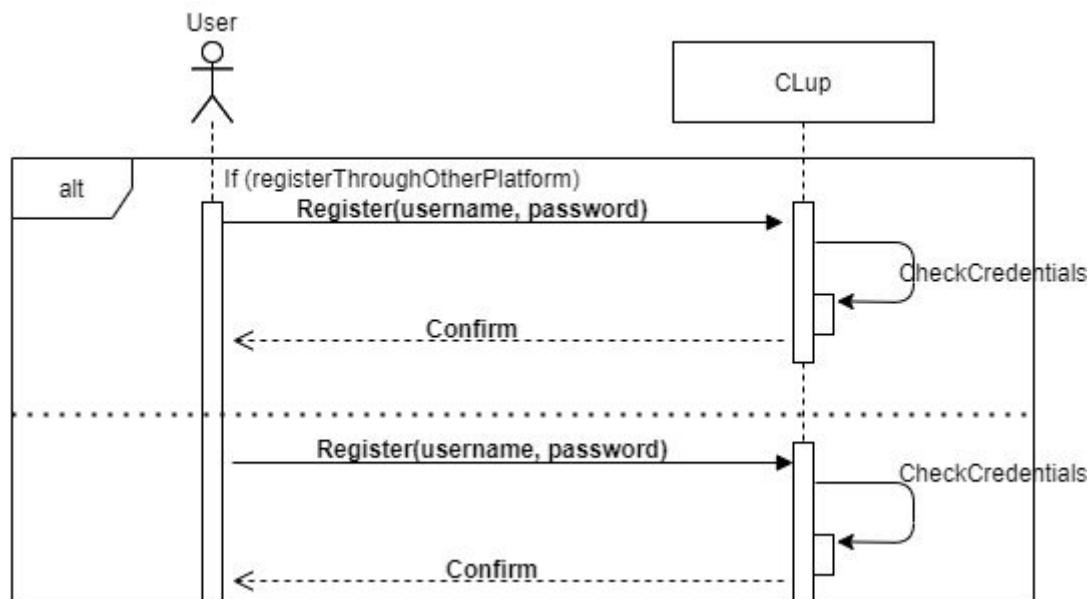 User
CLup
alt
If (registerThroughOtherPlatform)
Register(username, password)
CheckCredentials
Confirm
Register(username, password)
CheckCredentials
Confirm